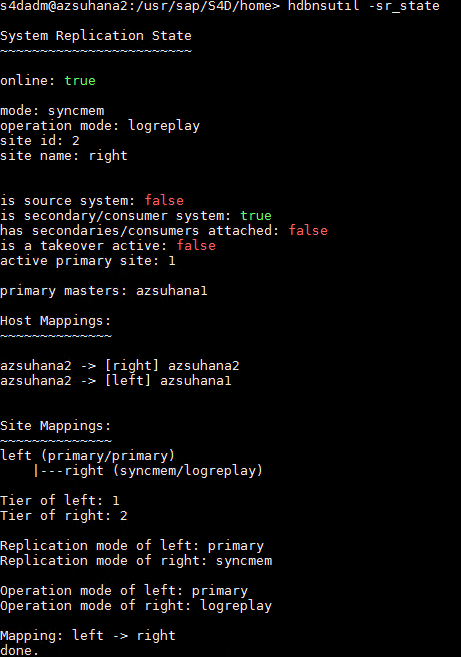 s4dadm@azsuhana2:/usr/sap/S4D/home> hdbnsutil -sr_state
System Replication State
~~~~~~~~~~~~~~~~~~~~~~~~
online: true
mode: syncmem
operation mode: logreplay
site id: 2
site name: right
is source system: false
is secondary/consumer system: true
has secondaries/consumers attached: false
is a takeover active: false
active primary site: 1
primary masters: azsuhana1
Host Mappings:
~~~~~~~~~~~~~~
azsuhana2 -> [right] azsuhana2
azsuhana2 -> [left] azsuhana1
Site Mappings:
~~~~~~~~~~~~~~
left (primary/primary)
    |---right (syncmem/logreplay)
Tier of left: 1
Tier of right: 2
Replication mode of left: primary
Replication mode of right: syncmem
Operation mode of left: primary
Operation mode of right: logreplay
Mapping: left -> right
done.